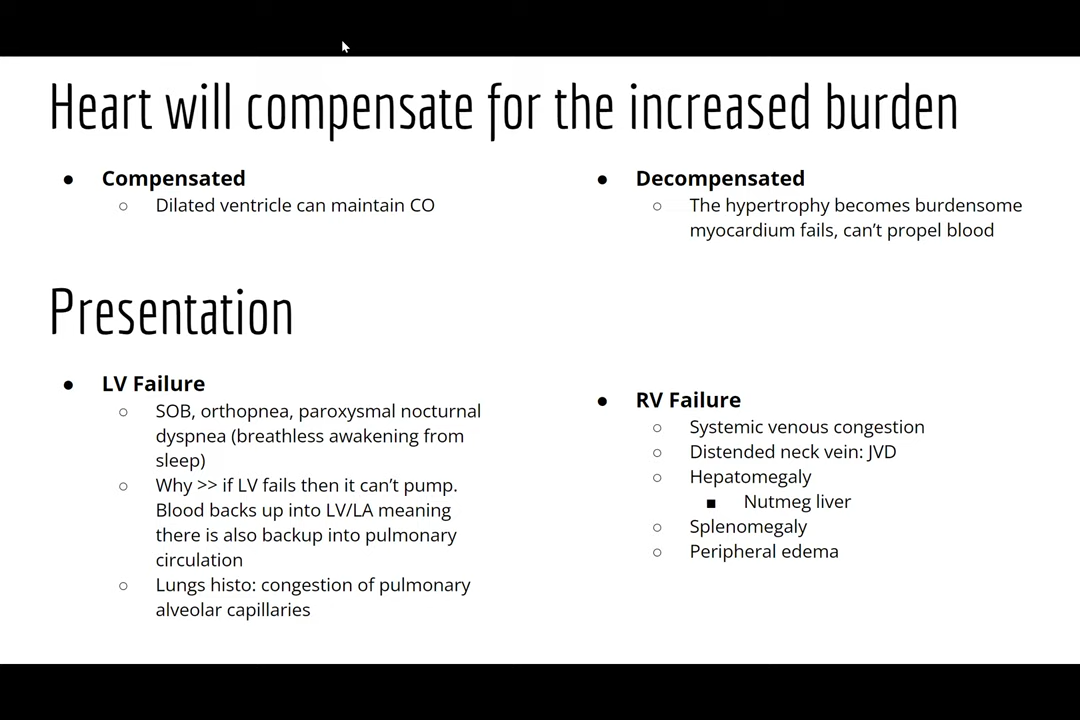 Heart will compensate for the increased burden
● Compensated
○ Dilated ventricle can maintain CO
● Decompensated
○ The hypertrophy becomes burdensome
myocardium fails, can't propel blood
Presentation
● LV Failure
○ SOB, orthopnea, paroxysmal nocturnal
dyspnea (breathless awakening from
sleep)
○ Why >> if LV fails then it can't pump.
Blood backs up into LV/LA meaning
there is also backup into pulmonary
circulation
○ Lungs histo: congestion of pulmonary
alveolar capillaries
● RV Failure
○ Systemic venous congestion
○ Distended neck vein: JVD
○ Hepatomegaly
■ Nutmeg liver
○ Splenomegaly
○ Peripheral edema